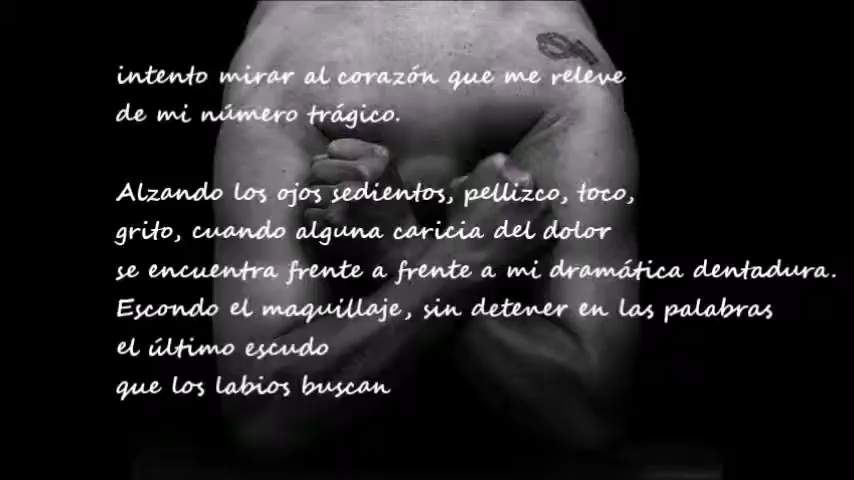 intento mirar al corazón que me releve
de mi número trágico.
Alzando los ojos sedientos, pellizco, toco,
grito, cuando alguna caricia del dolor
se encuentra frente a frente a mi dramática dentadura.
Escondo el maquillaje, sin detener en las palabras
el último escudo
que los labios buscan